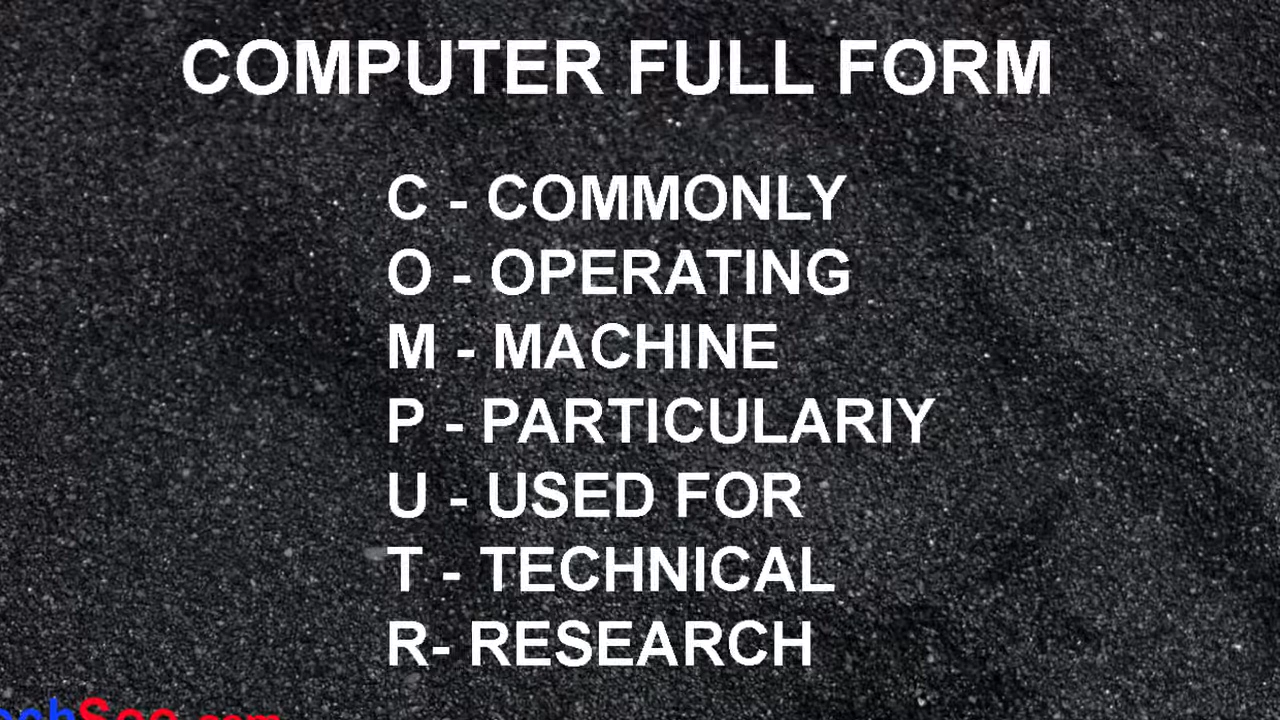 COMPUTER FULL FORM
C - COMMONLY
O - OPERATING
M - MACHINE
P - PARTICULARIY
U - USED FOR
T - TECHNICAL
R- RESEARCH